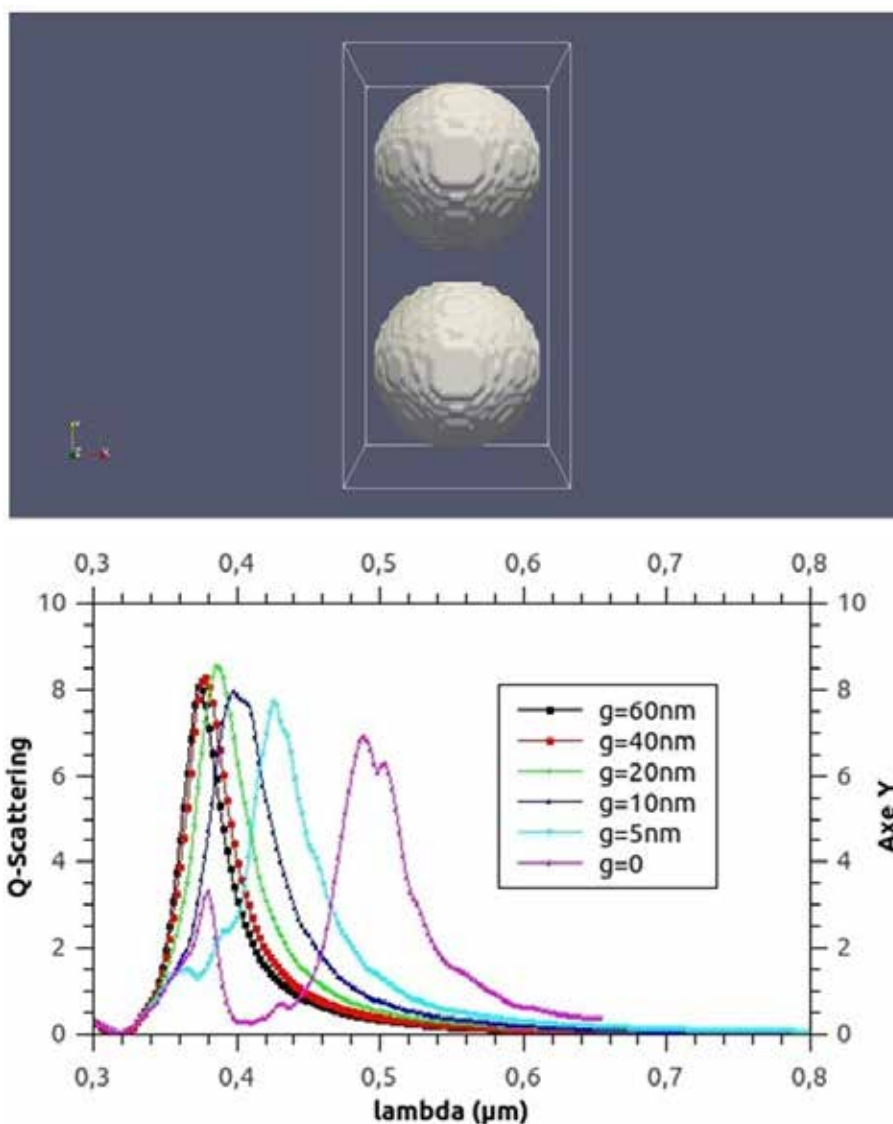 0,3 0,4 0,5 0,6 0,7 0,8
10 10
8 8
6 6
4 4
2 2
0 0
Q-Scattering
Axe Y
g=60nm
g=40nm
g=20nm
g=10nm
g=5nm
g=0
0,3 0,4 0,5 0,6 0,7 0,8
lambda (μm)